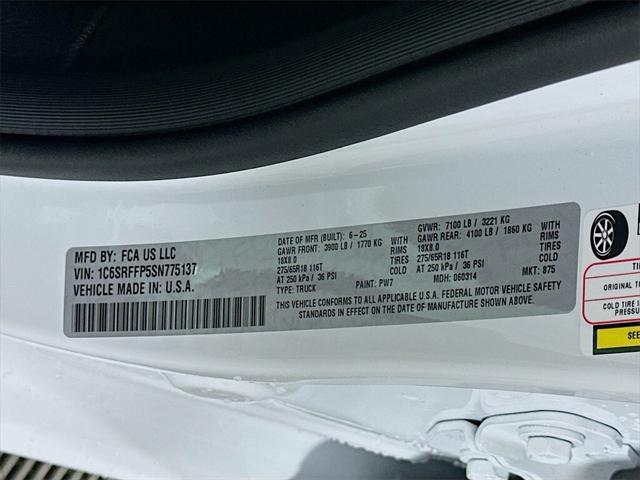 MFD BY: FCA US LLC
VIN: 1C6SRFFP5SN775137
VEHICLE MADE IN: U.S.A.
DATE OF MFR (BUILT): 6-25
GAWR FRONT: 3900 LB / 1770 KG WITH
18X8.0 RIMS
275/65R18 116T TIRES
AT 250 kPa / 36 PSI COLD
TYPE: TRUCK PAINT: PW7
GVWR: 7100 LB / 3221 KG
GAWR REAR: 4100 LB / 1860 KG WITH
18X8.0 RIMS
275/65R18 116T TIRES
AT 250 kPa / 36 PSI COLD
MDH: 060314 MKT: 875
THIS VEHICLE CONFORMS TO ALL APPLICABLE U.S.A. FEDERAL MOTOR VEHICLE SAFETY
STANDARDS IN EFFECT ON THE DATE OF MANUFACTURE SHOWN ABOVE.
ORIGINAL
COLD TIRE
SEE